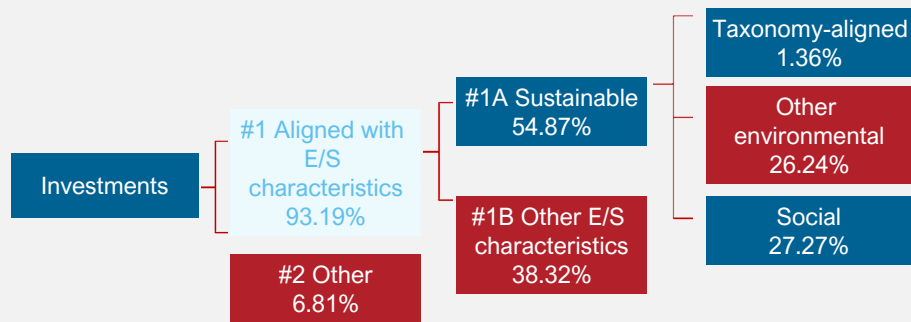 Investments
#1 Aligned with
E/S
characteristics
93.19%
#2 Other
6.81%
#1A Sustainable
54.87%
#1B Other E/S
characteristics
38.32%
Taxonomy-aligned
1.36%
Other
environmental
26.24%
Social
27.27%